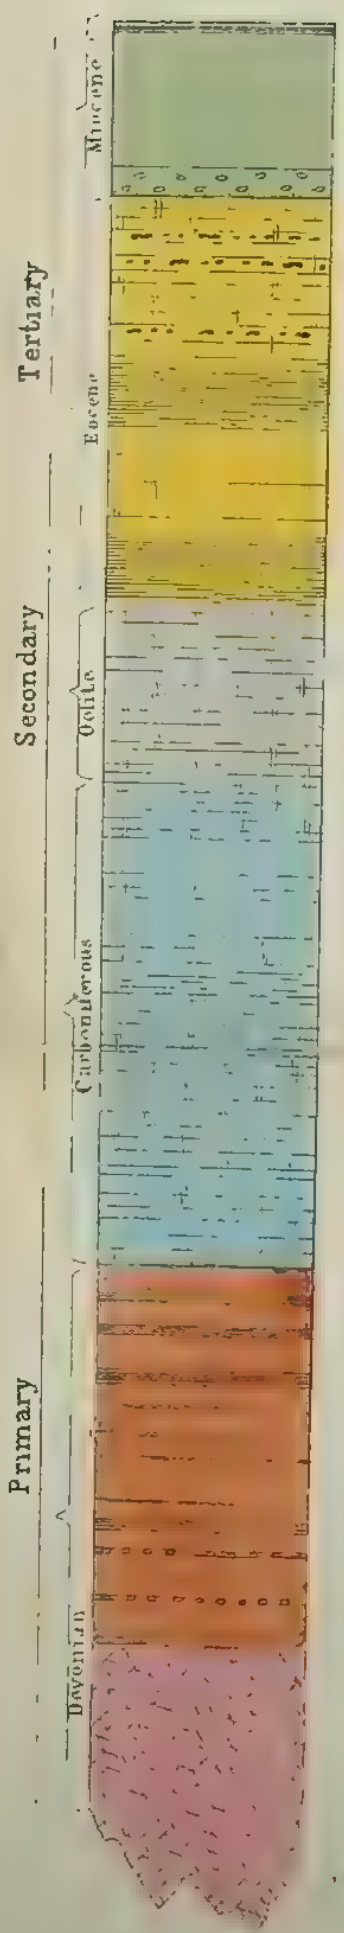 Tertiary
Miocene
Eocene
Secondary
Oolite
Carboniferous
Primary
Devonian